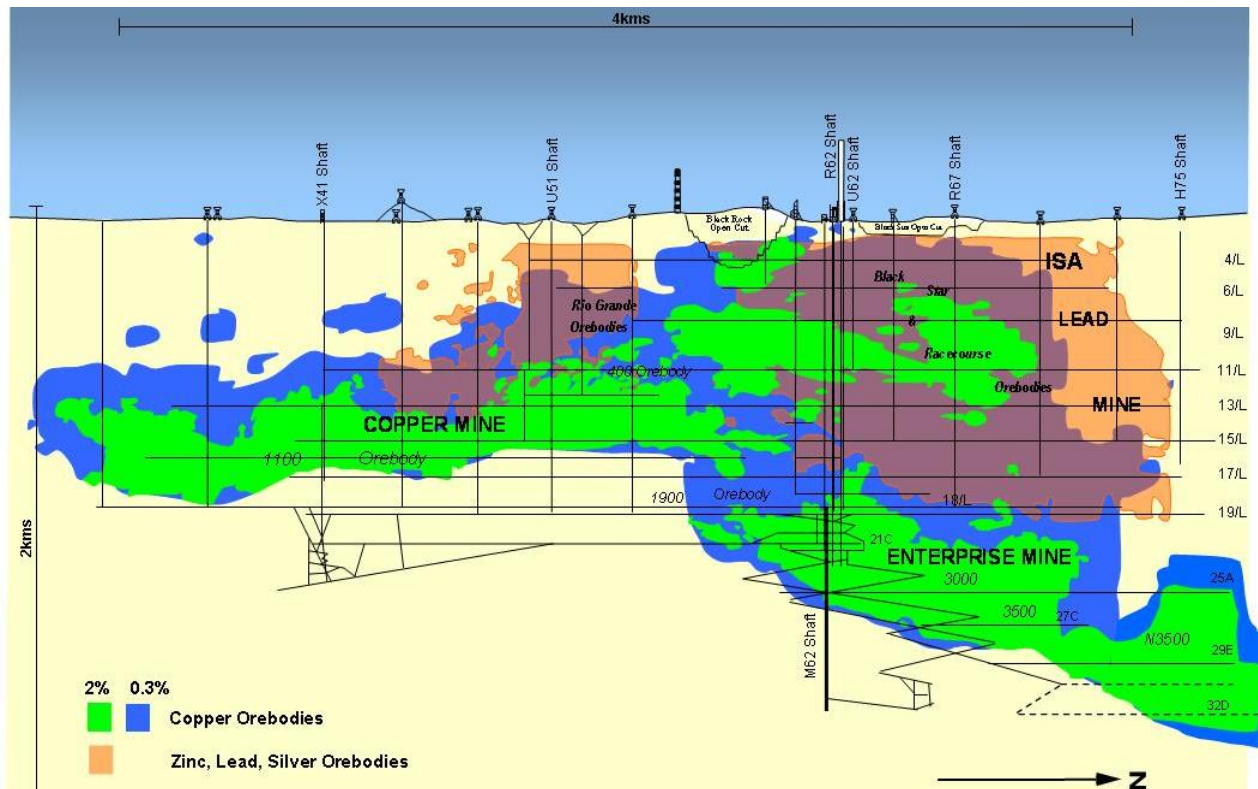 4kms
X41 Shaft
U51 Shaft
R62 Shaft
U62 Shaft
R67 Shaft
H75 Shaft
Black Rock
Open Cut.
Black Star Open Cut
ISA
LEAD
MINE
4/L
6/L
9/L
11/L
13/L
15/L
17/L
19/L
Black
Star
&
Racecourse
Orebodies
Rio Grande
Orebodies
400 Orebody
COPPER MINE
1100 Orebody
1900 Orebody
18/L
21C
ENTERPRISE MINE
3000
25A
3500
27C
N3500
29E
32D
M62 Shaft
2kms
2% 0.3%
Copper Orebodies
Zinc, Lead, Silver Orebodies
N